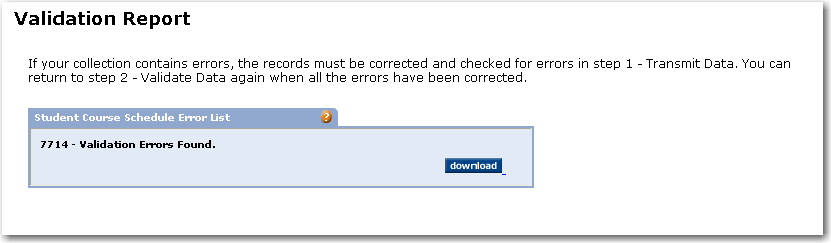 Validation Report
If your collection contains errors, the records must be corrected and checked for errors in step 1 - Transmit Data. You can
return to step 2 - Validate Data again when all the errors have been corrected.
Student Course Schedule Error List ?
7714 - Validation Errors Found.
download